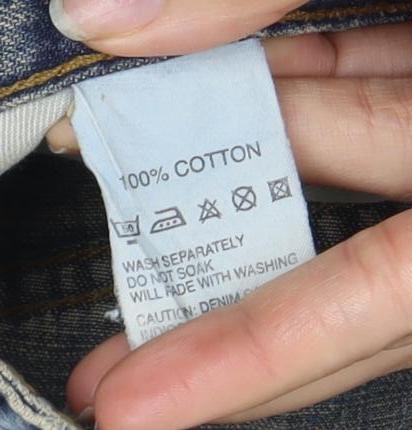 100% COTTON
WASH SEPARATELY
DO NOT SOAK
WILL FADE WITH WASHING
CAUTION: DENIM